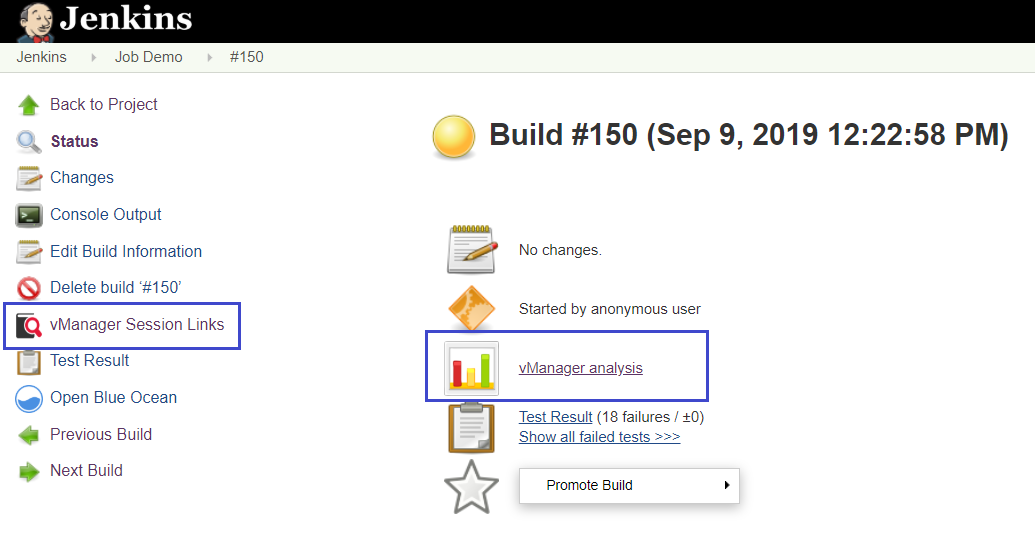 Jenkins
Jenkins Job Demo #150
Back to Project
Status
Changes
Console Output
Edit Build Information
Delete build ‘#150’
vManager Session Links
Test Result
Open Blue Ocean
Previous Build
Next Build
Build #150 (Sep 9, 2019 12:22:58 PM)
No changes.
Started by anonymous user
vManager analysis
Test Result (18 failures / ±0)
Show all failed tests >>>
Promote Build